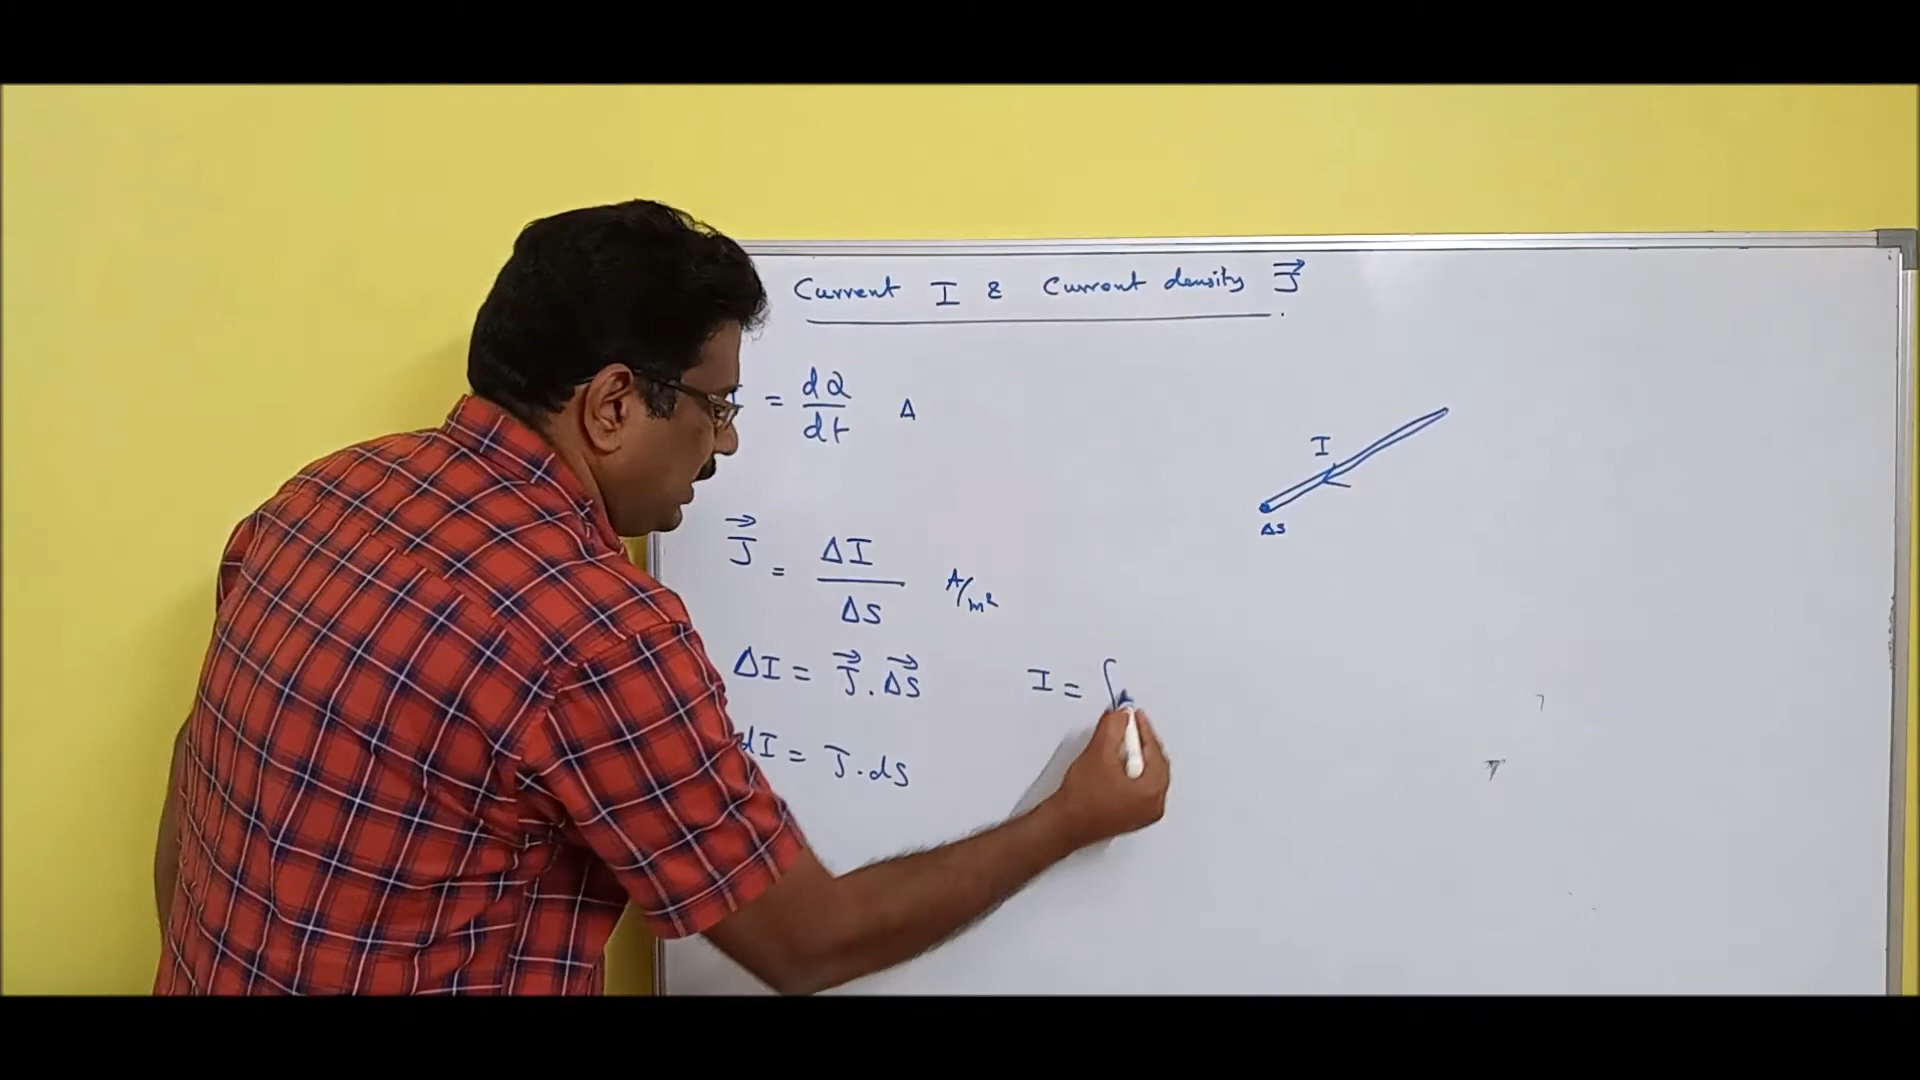 Current I & Current density J⃗
= dQ/dt A
I
J⃗ = ΔI/ΔS A/m²
ΔS
ΔI = J⃗ . ΔS⃗
I = ∫
dI = J . dS